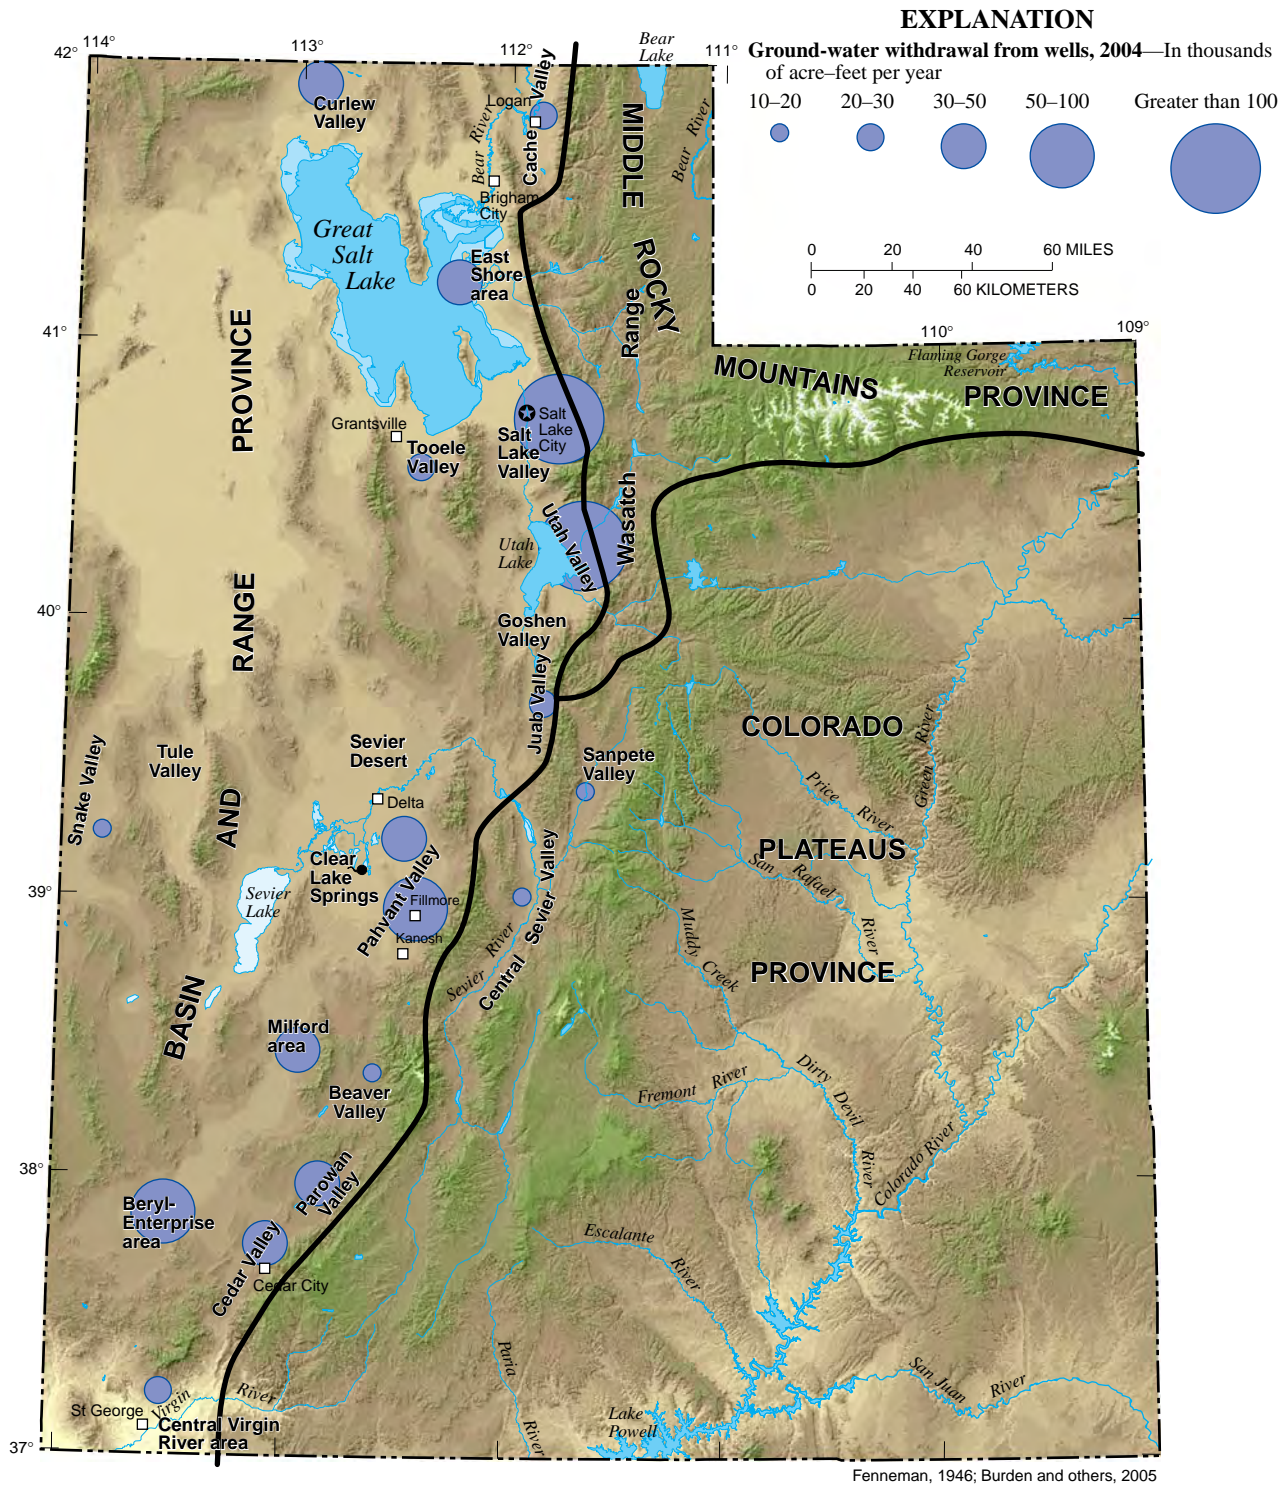 EXPLANATION
Ground-water withdrawal from wells, 2004—In thousands
of acre–feet per year
10–20 20–30 30–50 50–100 Greater than 100
0 20 40 60 MILES
0 20 40 60 KILOMETERS
42° 114° 113° 112° 111°
110° 109°
41°
40°
39°
38°
37°
Bear
Lake
Curlew
Valley
Logan
Cache Valley
Bear River
Bear River
Brigham
City
MIDDLE
ROCKY
MOUNTAINS
PROVINCE
Great
Salt
Lake
East
Shore
area
Wasatch Range
Flaming Gorge
Reservoir
Grantsville
Tooele
Valley
Salt
Lake
City
Salt
Lake
Valley
Utah
Lake
Utah Valley
Goshen
Valley
Juab Valley
BASIN AND RANGE PROVINCE
Snake Valley
Tule
Valley
Sevier
Desert
Delta
Sanpete
Valley
COLORADO
PLATEAUS
PROVINCE
Green River
Price River
San Rafael River
Clear
Lake
Springs
Sevier
Lake
Pahvant Valley
Fillmore
Kanosh
Central Sevier Valley
Sevier River
Muddy Creek
Milford
area
Beaver
Valley
Fremont River
Dirty Devil River
Colorado River
Beryl-
Enterprise
area
Parowan
Valley
Cedar Valley
Cedar City
Escalante River
Paria River
San Juan River
Lake
Powell
St George
Virgin River
Central Virgin
River area
Fenneman, 1946; Burden and others, 2005